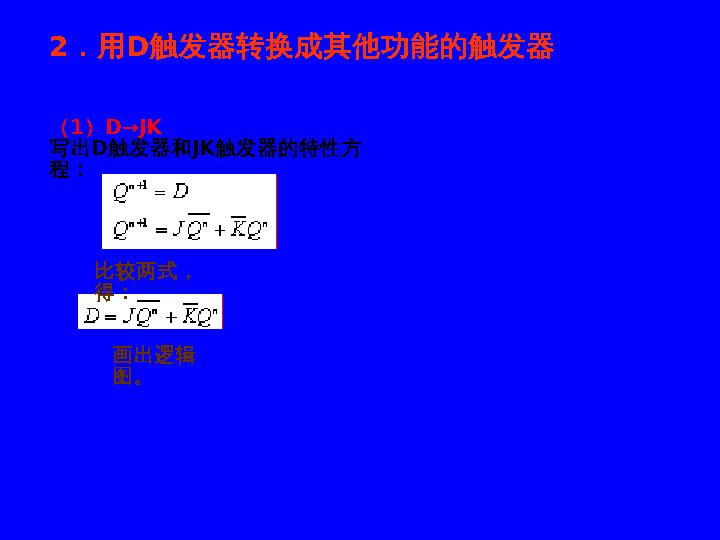 2．用D触发器转换成其他功能的触发器
（1）D→JK
写出D触发器和JK触发器的特性方
程：
$Q^{n+1} = D$
$Q^{n+1} = J\overline{Q^n} + \overline{K}Q^n$
比较两式，
得：
$D = J\overline{Q^n} + \overline{K}Q^n$
画出逻辑
图。